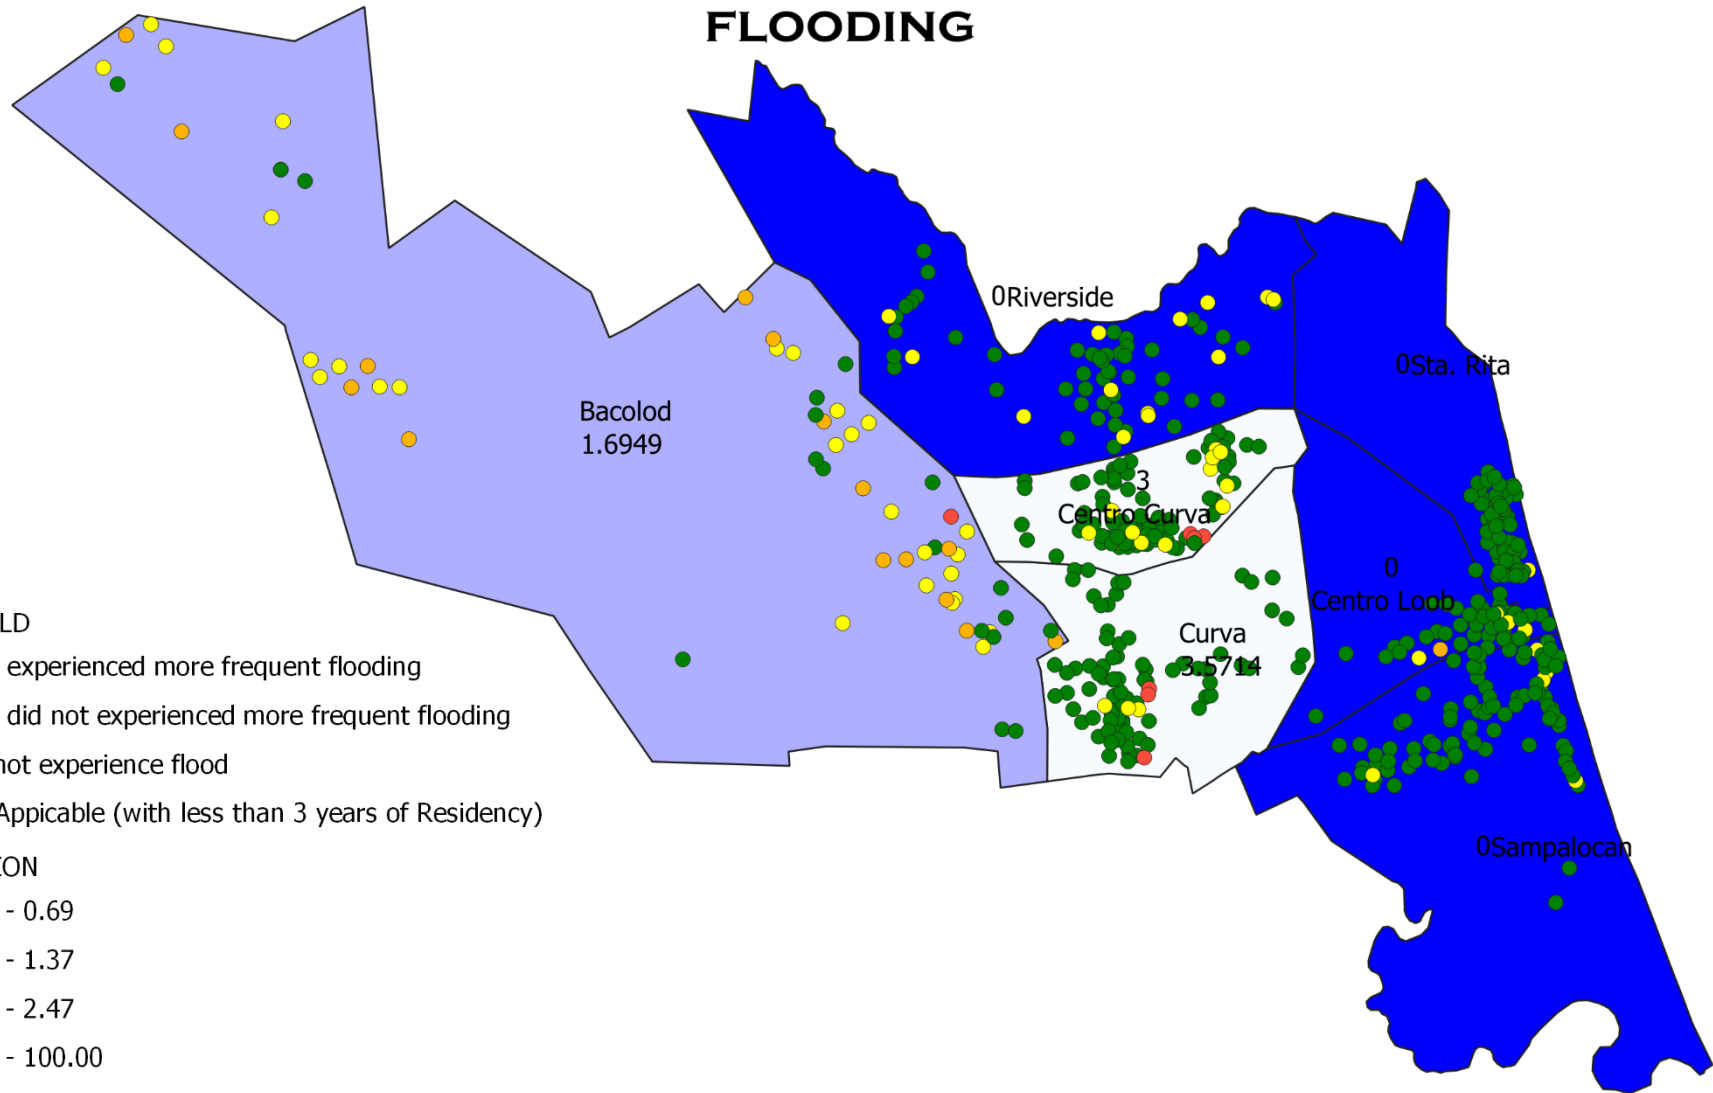 FLOODING
0Riverside
0Sta. Rita
Bacolod
1.6949
3
Centro Curva
0
Centro Loob
Curva
3.5714
0Sampalocan
LD
experienced more frequent flooding
did not experienced more frequent flooding
not experience flood
Appicable (with less than 3 years of Residency)
ON
- 0.69
- 1.37
- 2.47
- 100.00